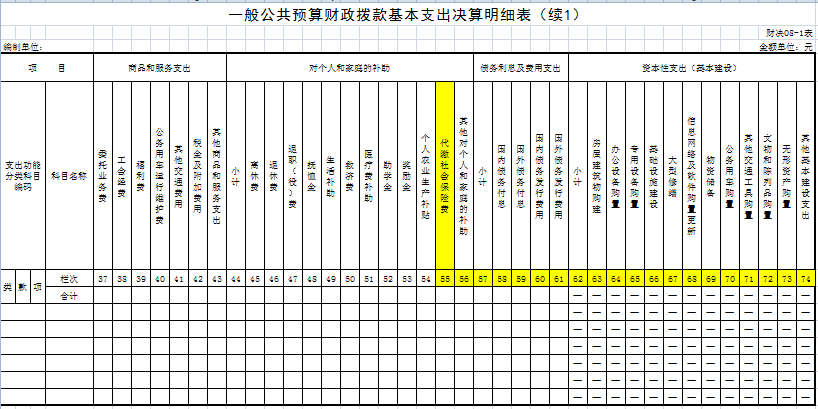 一般公共预算财政拨款基本支出决算明细表（续1）
财决08-1表
编制单位： 金额单位：元
项 目 商品和服务支出 对个人和家庭的补助 债务利息及费用支出 资本性支出（基本建设）
支出功能分类科目编码 科目名称 委托业务费 工会经费 福利费 公务用车运行维护费 其他交通费用 税金及附加费用 其他商品和服务支出 小计 离休费 退休费 退职（役）费 抚恤金 生活补助 救济费 医疗费补助 助学金 奖励金 个人农业生产补贴 代缴社会保险费 其他对个人和家庭的补助 小计 国内债务付息 国外债务付息 国内债务发行费用 国外债务发行费用 小计 房屋建筑物购建 办公设备购置 专用设备购置 基础设施建设 大型修缮 信息网络及软件购置更新 物资储备 公务用车购置 其他交通工具购置 文物和陈列品购置 无形资产购置 其他基本建设支出
类 款 项 栏次 37 38 39 40 41 42 43 44 45 46 47 48 49 50 51 52 53 54 55 56 57 58 59 60 61 62 63 64 65 66 67 68 69 70 71 72 73 74
合计 — — — — — — — — — — — — —
— — — — — — — — — — — — —
— — — — — — — — — — — — —
— — — — — — — — — — — — —
— — — — — — — — — — — — —
— — — — — — — — — — — — —
— — — — — — — — — — — — —